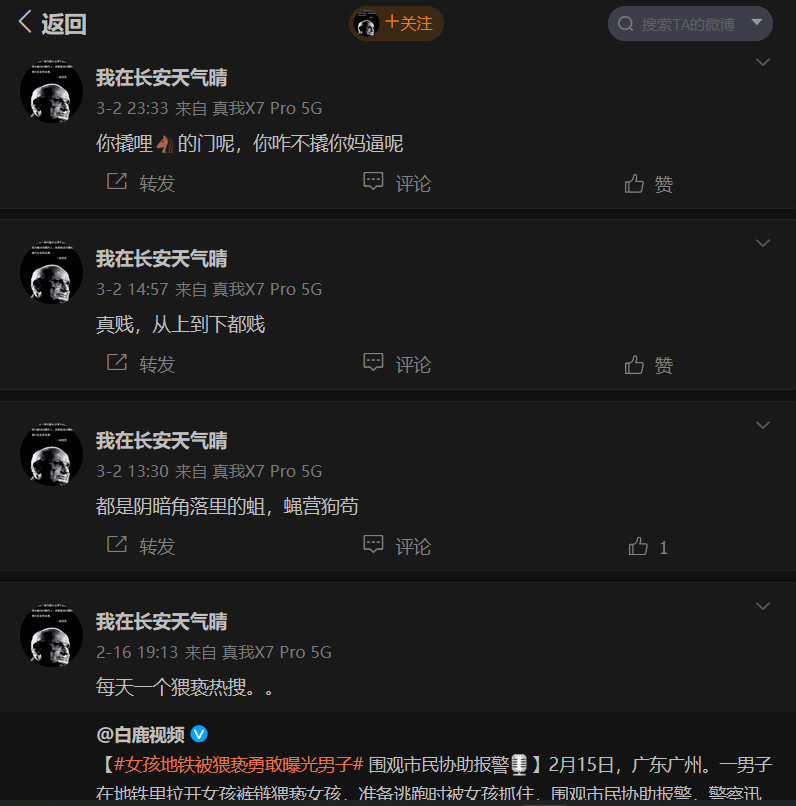 返回
+关注
搜索TA的微博
我在长安天气晴
3-2 23:33 来自 真我X7 Pro 5G
你撬哩🐴的门呢，你咋不撬你妈逼呢
转发
评论
赞
我在长安天气晴
3-2 14:57 来自 真我X7 Pro 5G
真贱，从上到下都贱
转发
评论
赞
我在长安天气晴
3-2 13:30 来自 真我X7 Pro 5G
都是阴暗角落里的蛆，蝇营狗苟
转发
评论
1
我在长安天气晴
2-16 19:13 来自 真我X7 Pro 5G
每天一个猥亵热搜。。
@白鹿视频
【#女孩地铁被猥亵勇敢曝光男子# 围观市民协助报警🎙️】2月15日，广东广州。一男子
在地铁里拉开女孩裤链猥亵女孩，准备逃跑时被女孩抓住，围观市民协助报警，警察讯